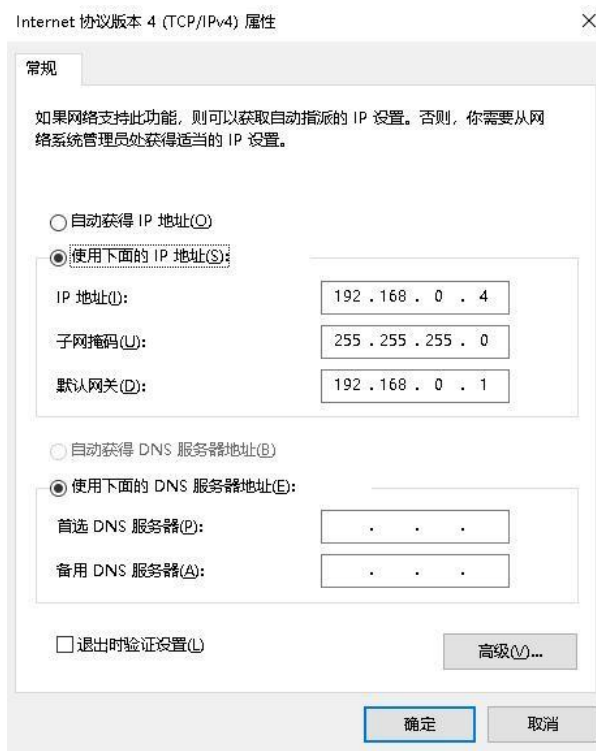 Internet 协议版本 4 (TCP/IPv4) 属性
常规
如果网络支持此功能，则可以获取自动指派的 IP 设置。否则，你需要从网
络系统管理员处获得适当的 IP 设置。
自动获得 IP 地址(O)
使用下面的 IP 地址(S):
IP 地址(I):
192 . 168 . 0 . 4
子网掩码(U):
255 . 255 . 255 . 0
默认网关(D):
192 . 168 . 0 . 1
自动获得 DNS 服务器地址(B)
使用下面的 DNS 服务器地址(E):
首选 DNS 服务器(P):
. . .
备用 DNS 服务器(A):
. . .
退出时验证设置(L)
高级(V)...
确定
取消